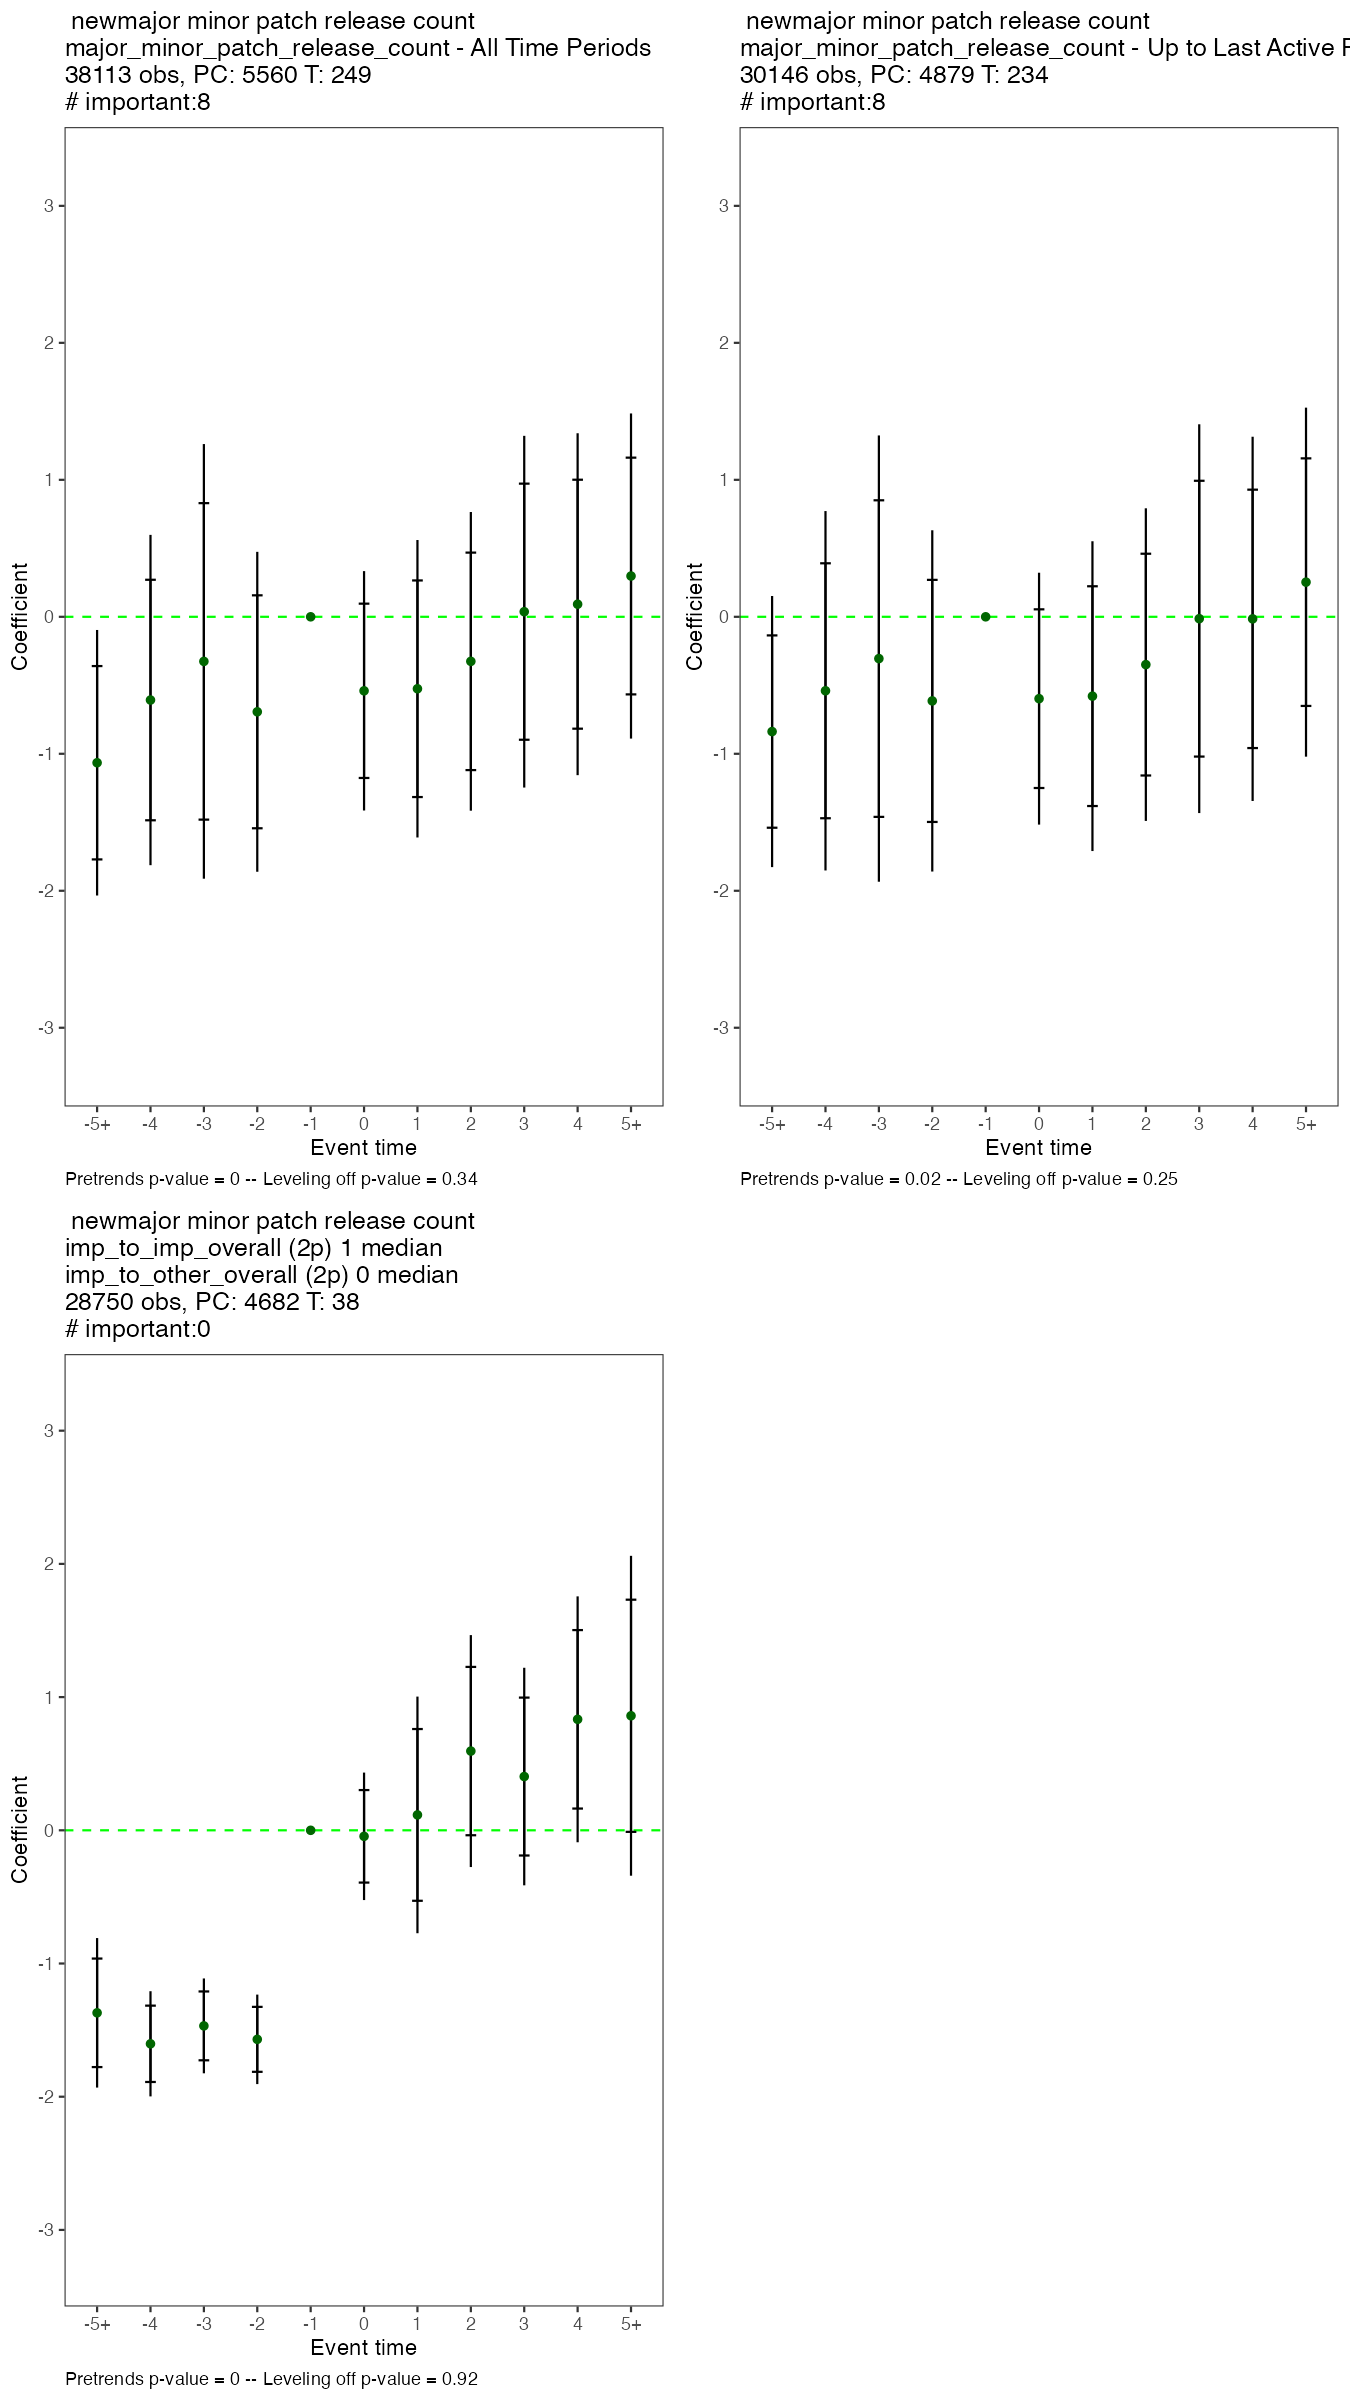 newmajor minor patch release count
major_minor_patch_release_count - All Time Periods
38113 obs, PC: 5560 T: 249
# important:8
3
2
1
0
-1
-2
-3
Coefficient
-5+ -4 -3 -2 -1 0 1 2 3 4 5+
Event time
Pretrends p-value = 0 -- Leveling off p-value = 0.34
newmajor minor patch release count
major_minor_patch_release_count - Up to Last Active
30146 obs, PC: 4879 T: 234
# important:8
3
2
1
0
-1
-2
-3
Coefficient
-5+ -4 -3 -2 -1 0 1 2 3 4 5+
Event time
Pretrends p-value = 0.02 -- Leveling off p-value = 0.25
newmajor minor patch release count
imp_to_imp_overall (2p) 1 median
imp_to_other_overall (2p) 0 median
28750 obs, PC: 4682 T: 38
# important:0
3
2
1
0
-1
-2
-3
Coefficient
-5+ -4 -3 -2 -1 0 1 2 3 4 5+
Event time
Pretrends p-value = 0 -- Leveling off p-value = 0.92